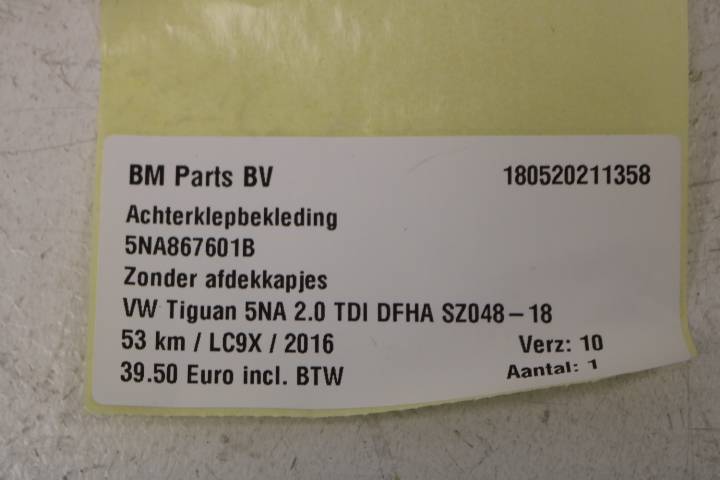 BM Parts BV 180520211358
Achterklepbekleding
5NA867601B
Zonder afdekkapjes
VW Tiguan 5NA 2.0 TDI DFHA SZ048-18
53 km / LC9X / 2016 Verz: 10
39.50 Euro incl. BTW Aantal: 1